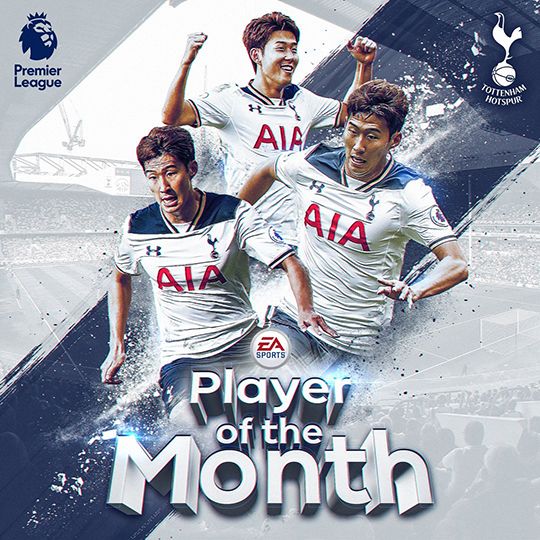 Premier
League
TOTTENHAM
HOTSPUR
AIA
AIA
AIA
EA
SPORTS
Player
of the
Month